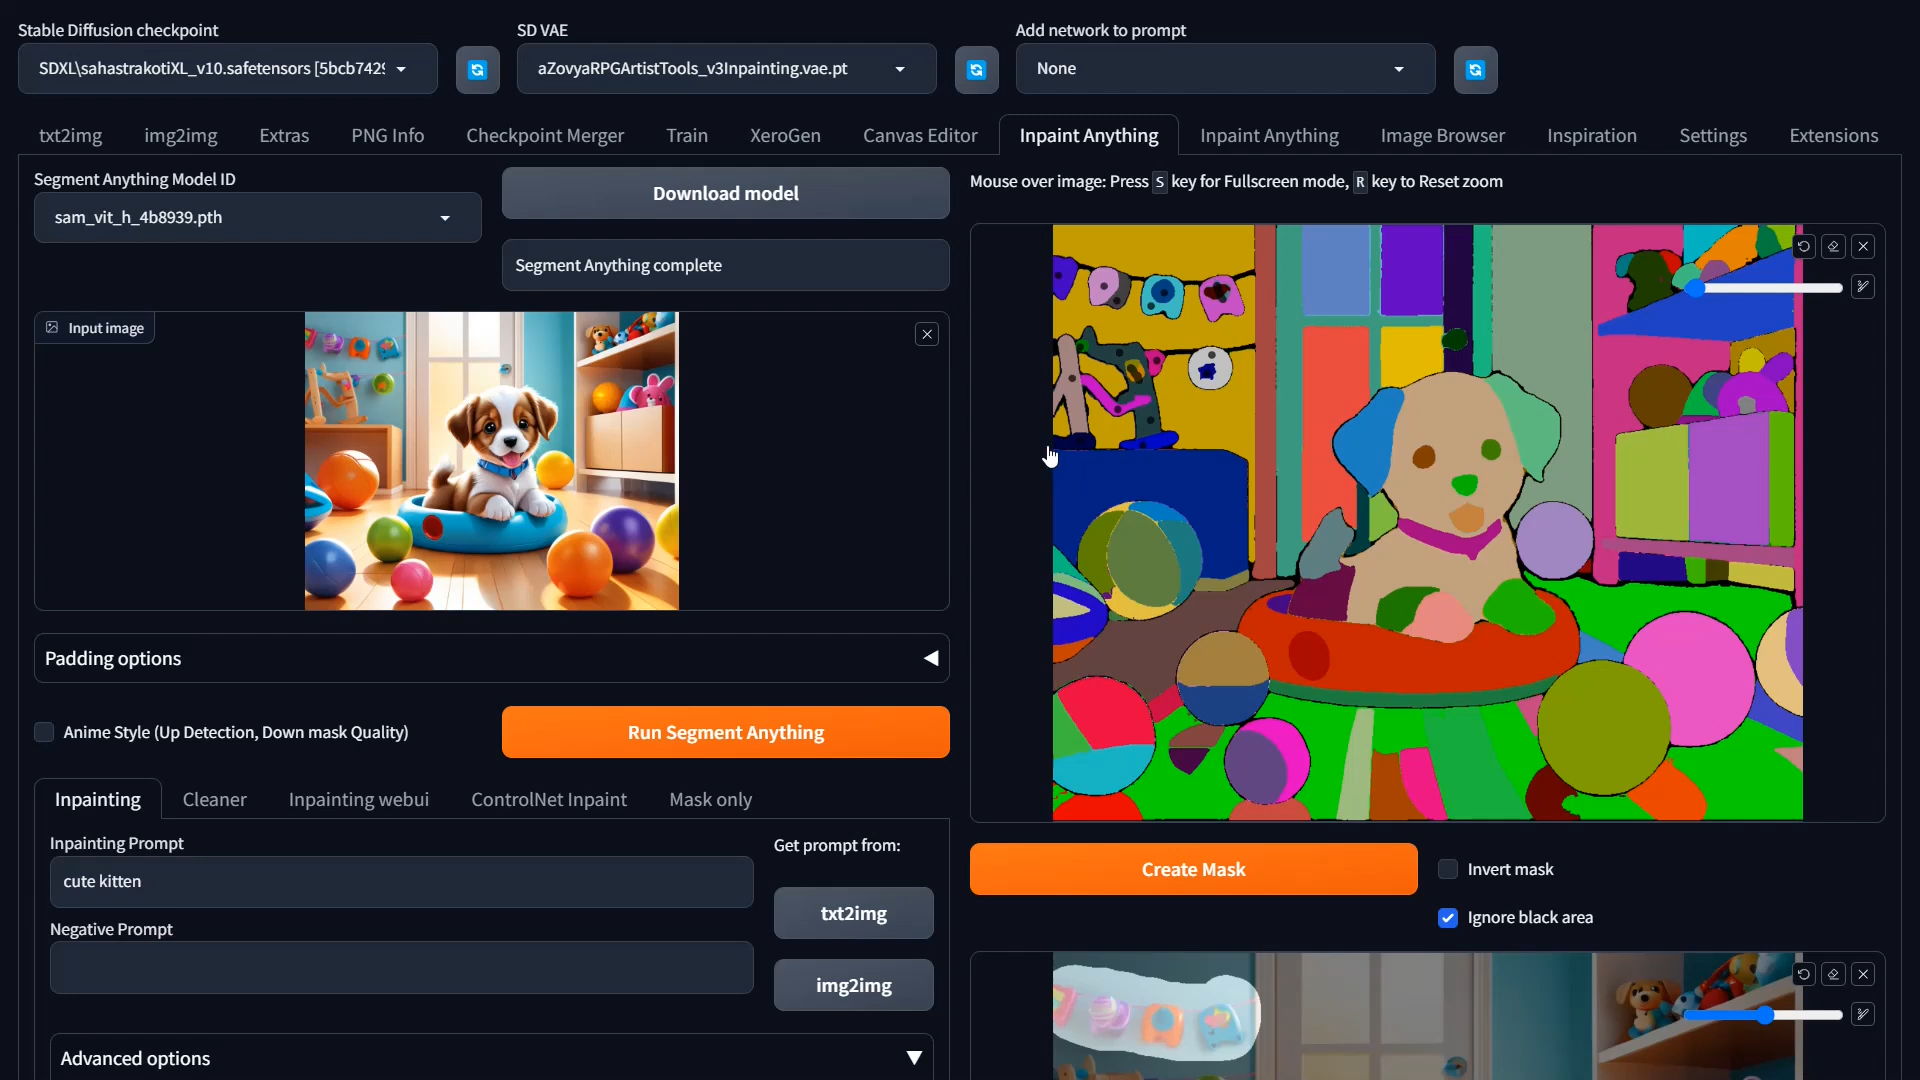 Stable Diffusion checkpoint
SD VAE
Add network to prompt
SDXL\sahastrakotiXL_v10.safetensors [5bcb742
aZovyaRPGArtistTools_v3Inpainting.vae.pt
None
txt2img
img2img
Extras
PNG Info
Checkpoint Merger
Train
XeroGen
Canvas Editor
Inpaint Anything
Inpaint Anything
Image Browser
Inspiration
Settings
Extensions
Segment Anything Model ID
sam_vit_h_4b8939.pth
Download model
Segment Anything complete
Input image
Padding options
Anime Style (Up Detection, Down mask Quality)
Run Segment Anything
Inpainting
Cleaner
Inpainting webui
ControlNet Inpaint
Mask only
Inpainting Prompt
cute kitten
Negative Prompt
Get prompt from:
txt2img
img2img
Advanced options
Mouse over image: Press S key for Fullscreen mode, R key to Reset zoom
Create Mask
Invert mask
Ignore black area